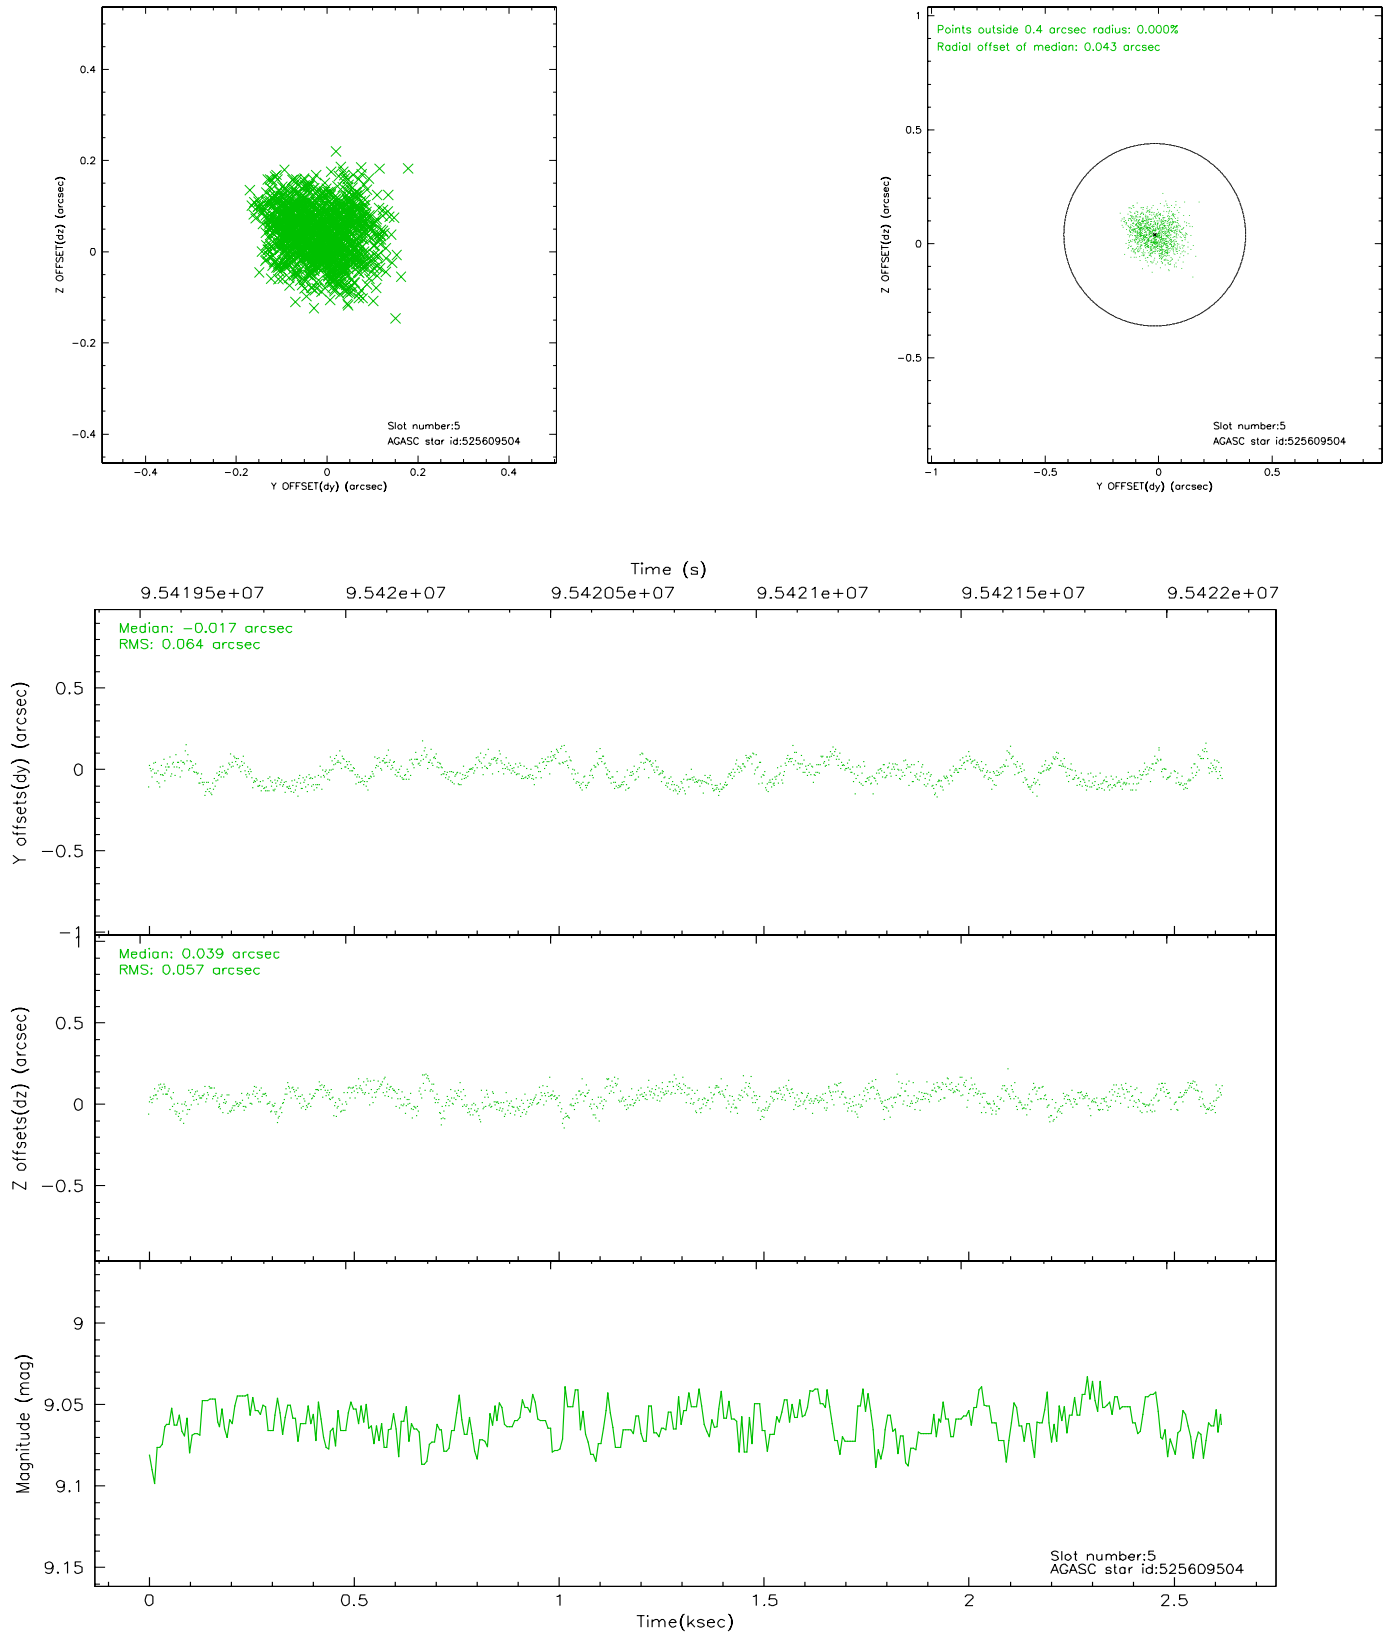 0.4
0.2
0
−0.2
−0.4
Z OFFSET(dz) (arcsec)
Slot number:5
AGASC star id:525609504
−0.4 −0.2 0 0.2 0.4
Y OFFSET(dy) (arcsec)
Points outside 0.4 arcsec radius: 0.000%
Radial offset of median: 0.043 arcsec
1
0.5
0
−0.5
Z OFFSET(dz) (arcsec)
Slot number:5
AGASC star id:525609504
−1 −0.5 0 0.5
Y OFFSET(dy) (arcsec)
Time (s)
9.54195e+07 9.542e+07 9.54205e+07 9.5421e+07 9.54215e+07 9.5422e+07
Median: −0.017 arcsec
RMS: 0.064 arcsec
0.5
0
−0.5
−1
Y offsets(dy) (arcsec)
Median: 0.039 arcsec
RMS: 0.057 arcsec
1
0.5
0
−0.5
Z offsets(dz) (arcsec)
9
9.05
9.1
9.15
Magnitude (mag)
Slot number:5
AGASC star id:525609504
0 0.5 1 1.5 2 2.5
Time(ksec)